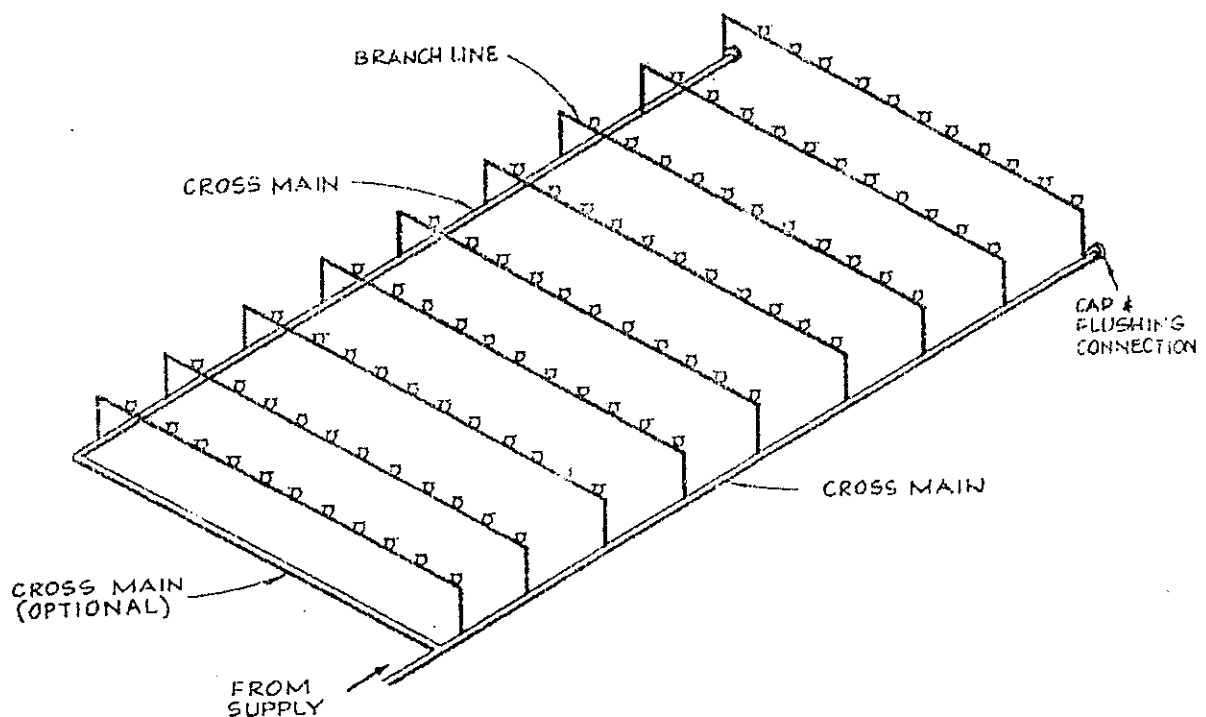 BRANCH LINE
CROSS MAIN
CAP &
FLUSHING
CONNECTION
CROSS MAIN
CROSS MAIN
(OPTIONAL)
FROM
SUPPLY